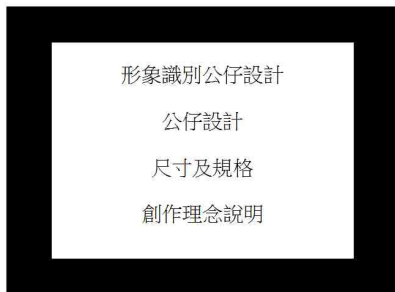 形象識別公仔設計
公仔設計
尺寸及規格
創作理念說明